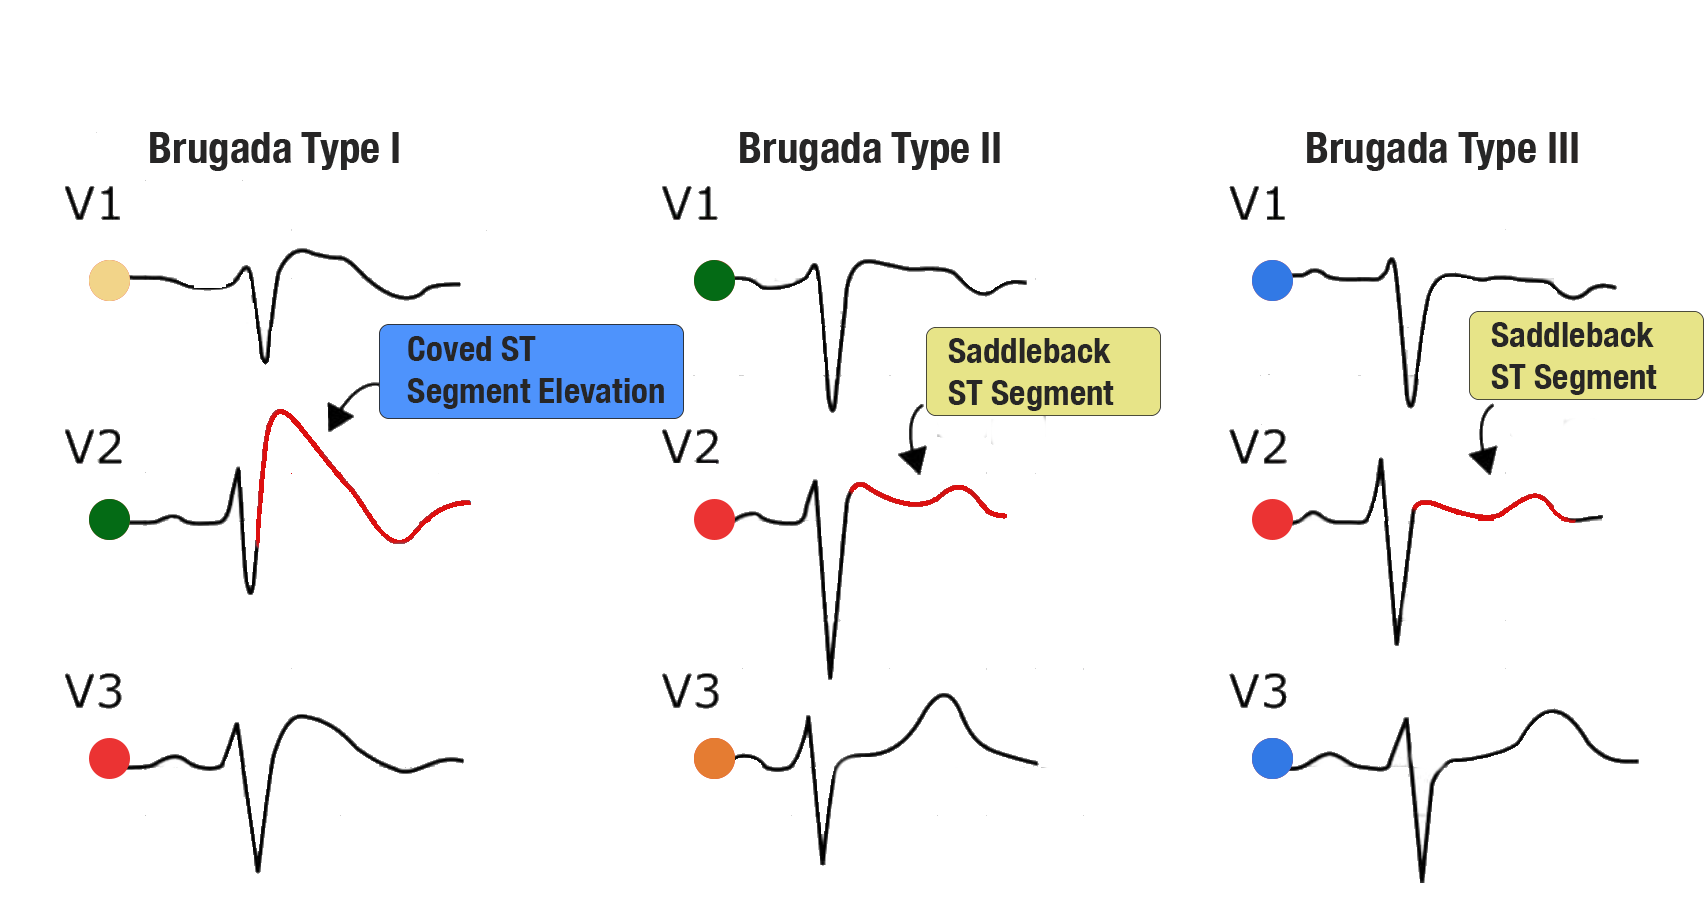 Brugada Type I
Brugada Type II
Brugada Type III
V1
V1
V1
Coved ST
Segment Elevation
Saddleback
ST Segment
Saddleback
ST Segment
V2
V2
V2
V3
V3
V3